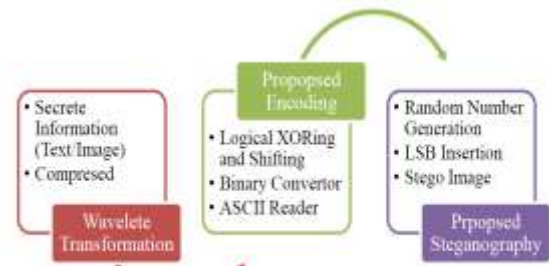 • Secrete
Information
(Text/Image)
• Compresed
Wavelete
Transformation
Propopsed
Encoding
• Logical XORing
and Shifting
• Binary Convertor
• ASCII Reader
• Random Number
Generation
• LSB Insertion
• Stego Image
Prpopsed
Steganography